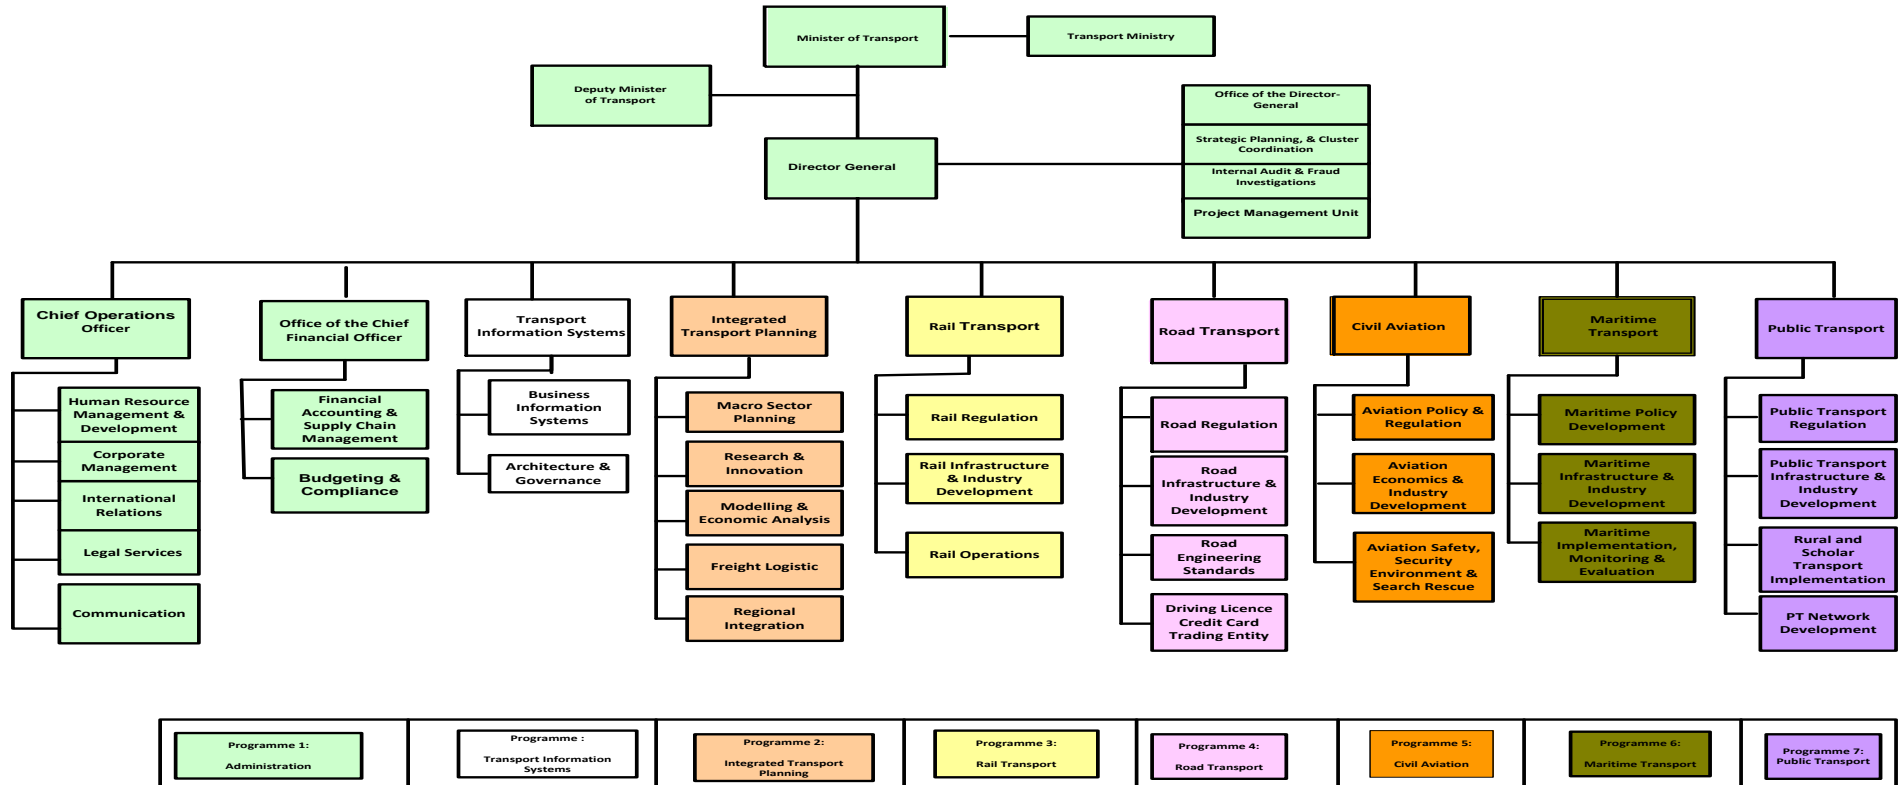 Minister of Transport
Transport Ministry
Deputy Minister
of Transport
Office of the Director-
General
Strategic Planning, & Cluster
Coordination
Director General
Internal Audit & Fraud
Investigations
Project Management Unit
Chief Operations
Officer
Office of the Chief
Financial Officer
Transport
Information Systems
Integrated
Transport Planning
Rail Transport
Road Transport
Civil Aviation
Maritime
Transport
Public Transport
Human Resource
Management &
Development
Corporate
Management
International
Relations
Legal Services
Communication
Financial
Accounting &
Supply Chain
Management
Budgeting &
Compliance
Business
Information
Systems
Architecture &
Governance
Macro Sector
Planning
Research &
Innovation
Modelling &
Economic Analysis
Freight Logistic
Regional
Integration
Rail Regulation
Rail Infrastructure
& Industry
Development
Rail Operations
Road Regulation
Road
Infrastructure &
Industry
Development
Road
Engineering
Standards
Driving Licence
Credit Card
Trading Entity
Aviation Policy &
Regulation
Aviation
Economics &
Industry
Development
Aviation Safety,
Security
Environment &
Search Rescue
Maritime Policy
Development
Maritime
Infrastructure &
Industry
Development
Maritime
Implementation,
Monitoring &
Evaluation
Public Transport
Regulation
Public Transport
Infrastructure &
Industry
Development
Rural and
Scholar
Transport
Implementation
PT Network
Development
Programme 1:
Administration
Programme :
Transport Information
Systems
Programme 2:
Integrated Transport
Planning
Programme 3:
Rail Transport
Programme 4:
Road Transport
Programme 5:
Civil Aviation
Programme 6:
Maritime Transport
Programme 7:
Public Transport